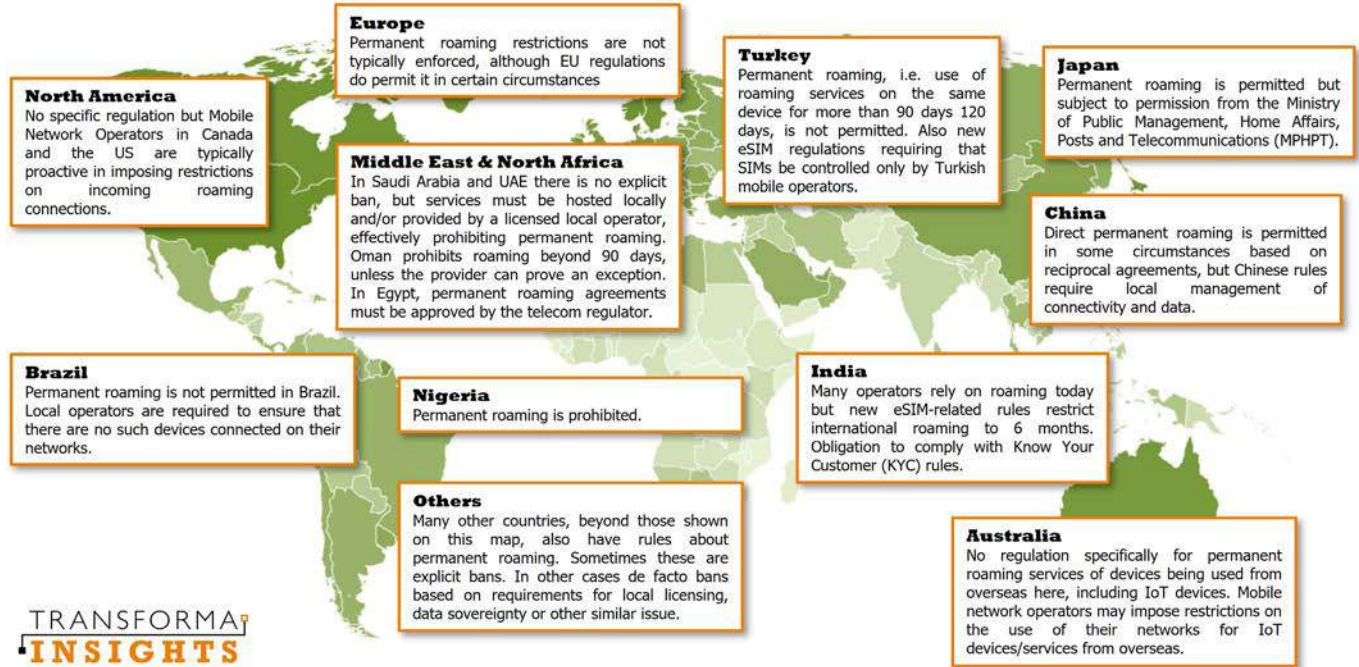 Europe
Permanent roaming restrictions are not
typically enforced, although EU regulations
do permit it in certain circumstances
Turkey
Permanent roaming, i.e. use of
roaming services on the same
device for more than 90 days 120
days, is not permitted. Also new
eSIM regulations requiring that
SIMs be controlled only by Turkish
mobile operators.
Japan
Permanent roaming is permitted but
subject to permission from the Ministry
of Public Management, Home Affairs,
Posts and Telecommunications (MPHPT).
North America
No specific regulation but Mobile
Network Operators in Canada
and the US are typically
proactive in imposing restrictions
on incoming roaming
connections.
Middle East & North Africa
In Saudi Arabia and UAE there is no explicit
ban, but services must be hosted locally
and/or provided by a licensed local operator,
effectively prohibiting permanent roaming.
Oman prohibits roaming beyond 90 days,
unless the provider can prove an exception.
In Egypt, permanent roaming agreements
must be approved by the telecom regulator.
China
Direct permanent roaming is permitted
in some circumstances based on
reciprocal agreements, but Chinese rules
require local management of
connectivity and data.
Brazil
Permanent roaming is not permitted in Brazil.
Local operators are required to ensure that
there are no such devices connected on their
networks.
Nigeria
Permanent roaming is prohibited.
India
Many operators rely on roaming today
but new eSIM-related rules restrict
international roaming to 6 months.
Obligation to comply with Know Your
Customer (KYC) rules.
Others
Many other countries, beyond those shown
on this map, also have rules about
permanent roaming. Sometimes these are
explicit bans. In other cases de facto bans
based on requirements for local licensing,
data sovereignty or other similar issue.
Australia
No regulation specifically for permanent
roaming services of devices being used from
overseas here, including IoT devices. Mobile
network operators may impose restrictions on
the use of their networks for IoT
devices/services from overseas.
TRANSFORMA
INSIGHTS